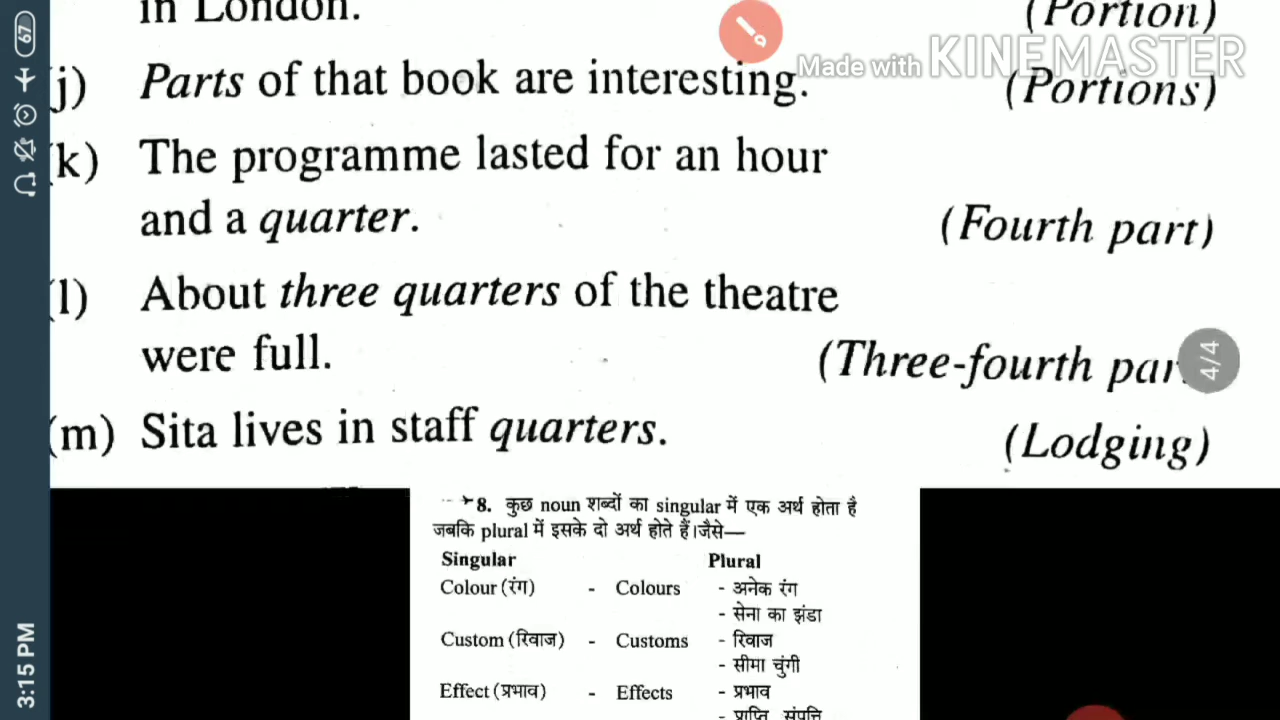 in London. (Portion)
Made with KINEMASTER
j) Parts of that book are interesting. (Portions)
(k) The programme lasted for an hour
and a quarter. (Fourth part)
(l) About three quarters of the theatre
were full. (Three-fourth par
4/4
(m) Sita lives in staff quarters. (Lodging)
8. कुछ noun शब्दों का singular में एक अर्थ होता है
जबकि plural में इसके दो अर्थ होते हैं।जैसे—
Singular Plural
Colour (रंग) - Colours - अनेक रंग
- सेना का झंडा
Custom (रिवाज) - Customs - रिवाज
- सीमा चुंगी
Effect (प्रभाव) - Effects - प्रभाव
- प्राप्ति, संपत्ति
67
3:15 PM